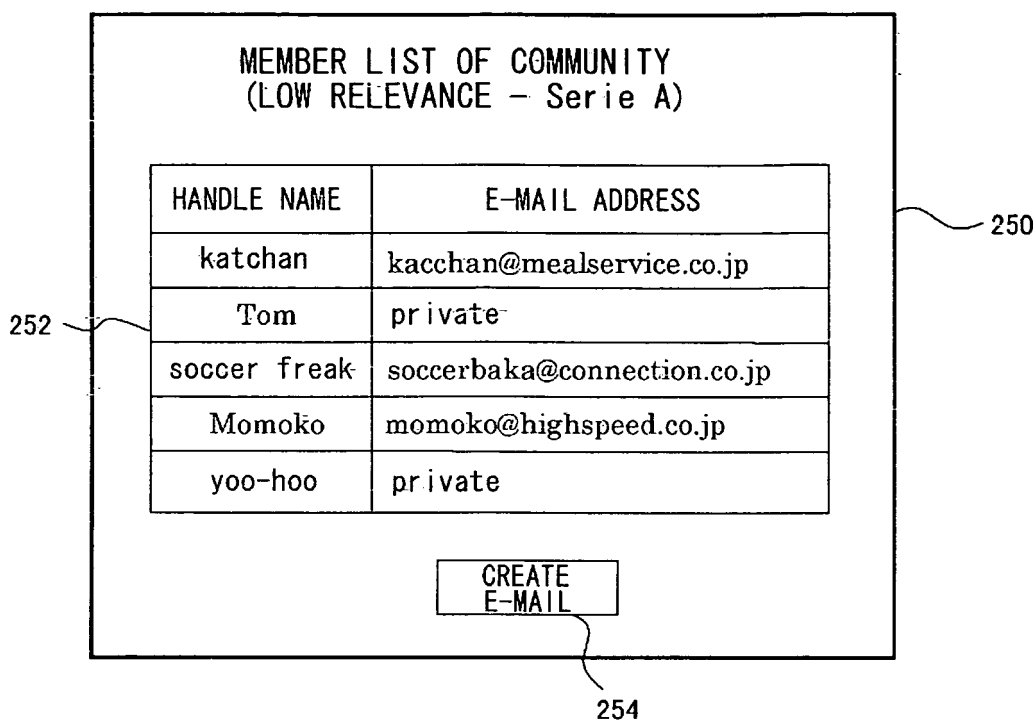 MEMBER LIST OF COMMUNITY
(LOW RELEVANCE - Serie A)
HANDLE NAME E-MAIL ADDRESS
250
katchan kacchan@mealservice.co.jp
252
Tom private
soccer freak soccerbaka@connection.co.jp
Momoko momoko@highspeed.co.jp
yoo-hoo private
CREATE
E-MAIL
254